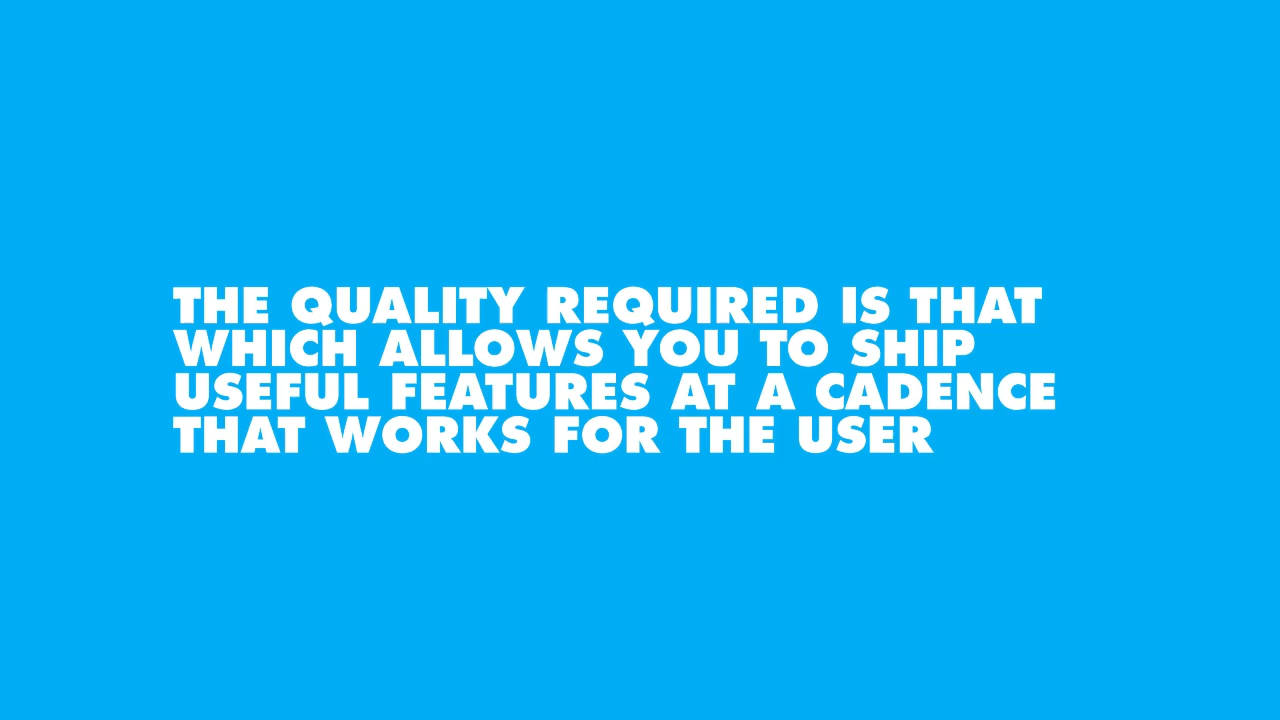 THE QUALITY REQUIRED IS THAT
WHICH ALLOWS YOU TO SHIP
USEFUL FEATURES AT A CADENCE
THAT WORKS FOR THE USER